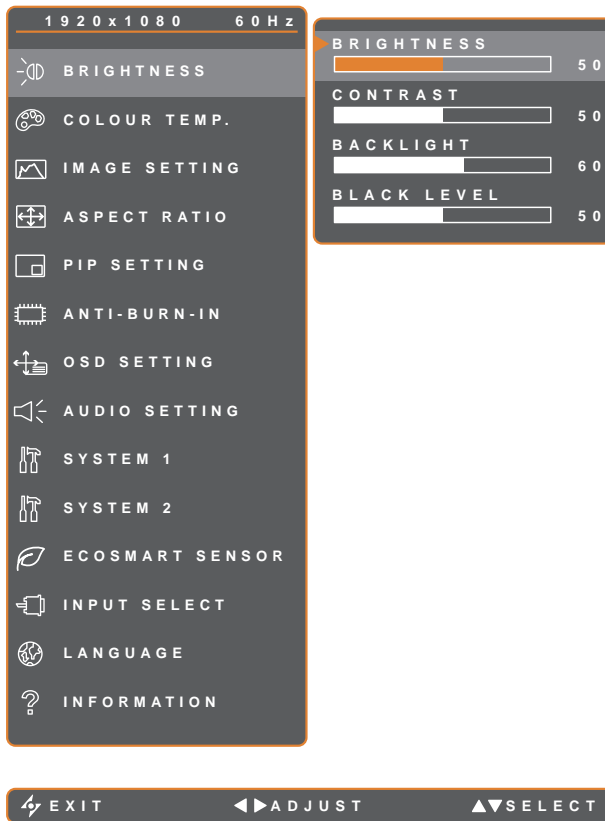 1920x1080 60Hz
BRIGHTNESS
COLOUR TEMP.
IMAGE SETTING
ASPECT RATIO
PIP SETTING
ANTI-BURN-IN
OSD SETTING
AUDIO SETTING
SYSTEM 1
SYSTEM 2
ECOSMART SENSOR
INPUT SELECT
LANGUAGE
INFORMATION
BRIGHTNESS
50
CONTRAST
50
BACKLIGHT
60
BLACK LEVEL
50
EXIT ADJUST SELECT